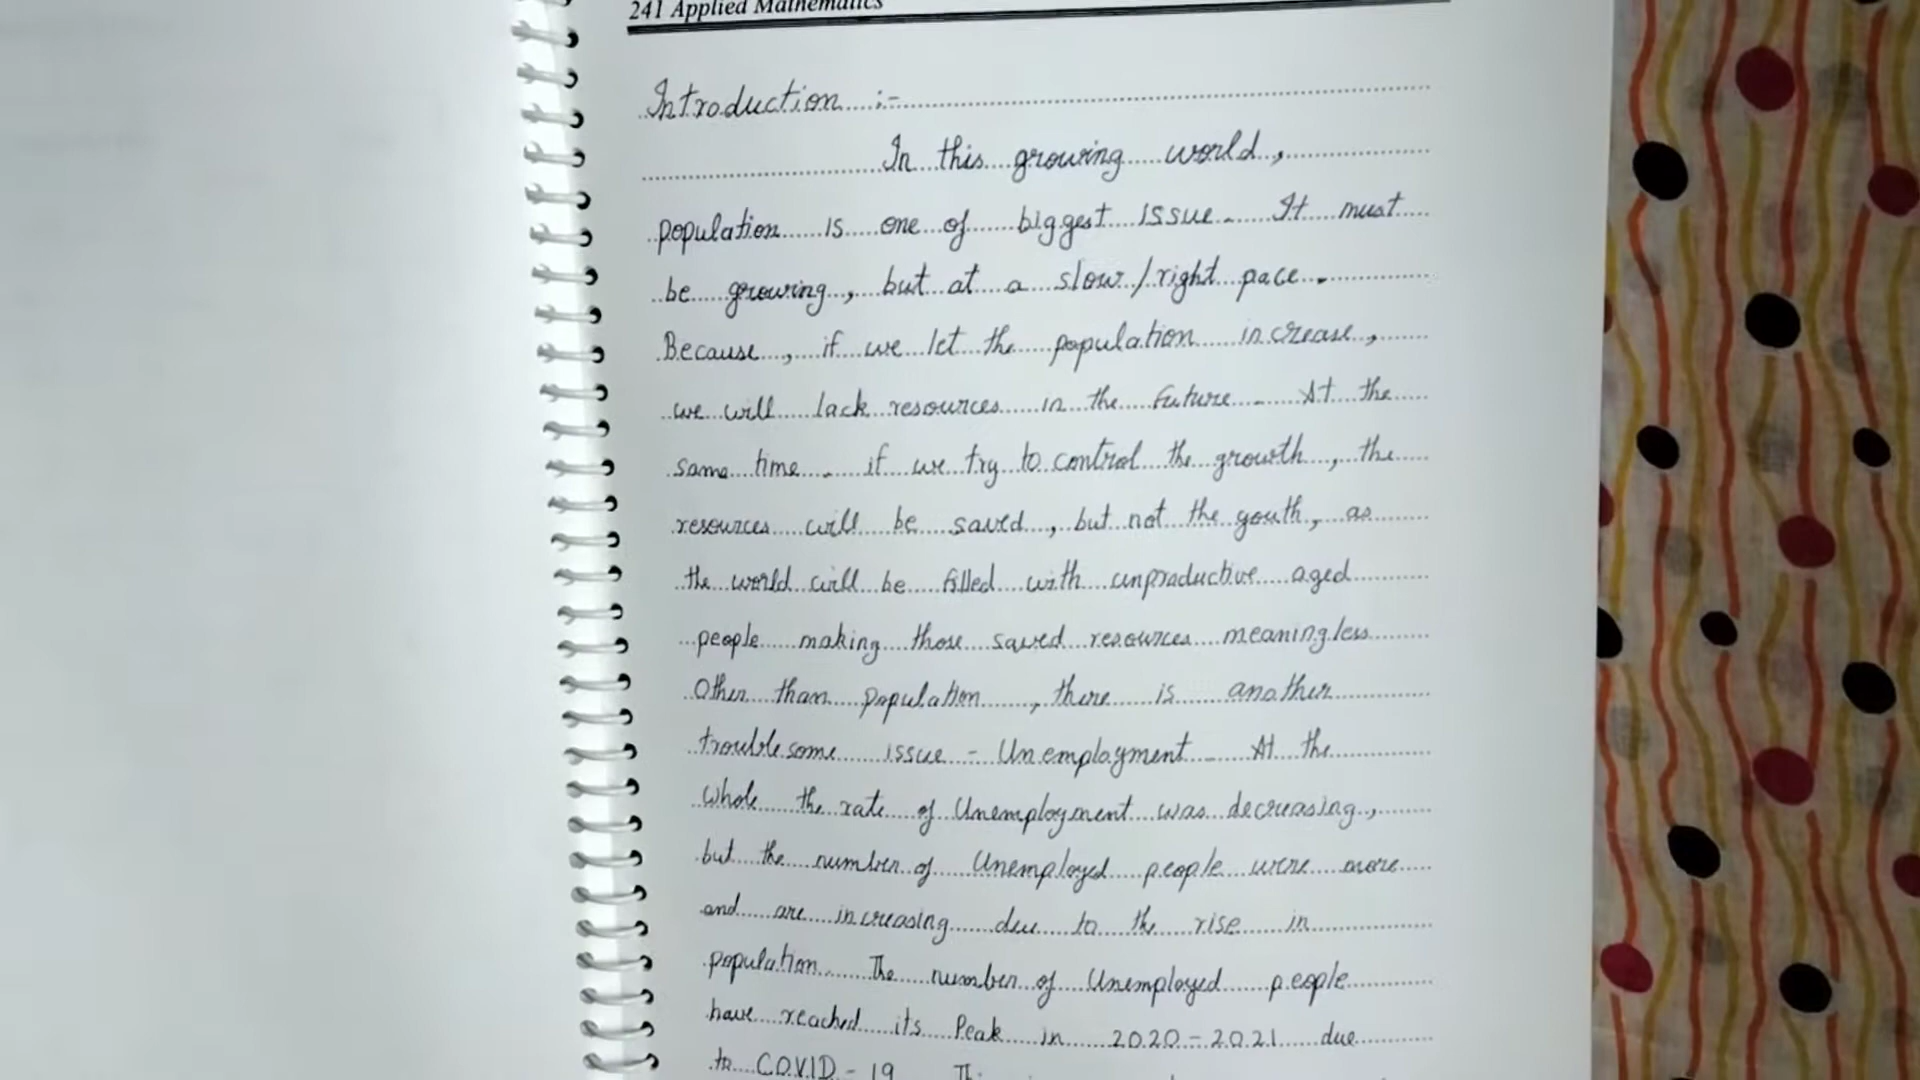 241 Applied Mathematics
Introduction :-
In this growing world,
population is one of biggest issue. It must
be growing, but at a slow/right pace.
Because, if we let the population increase,
we will lack resources in the future. At the
same time. if we try to control the growth, the
resources will be saved, but not the youth, as
the world will be filled with unproductive aged
people making those saved resources meaningless
Other than population, there is another
troublesome issue - Unemployment. At the
whole the rate of Unemployment was decreasing,
but the number of Unemployed people were more
and are increasing due to the rise in
population. The number of Unemployed people
have reached its Peak in 2020-2021 due
to COVID-19